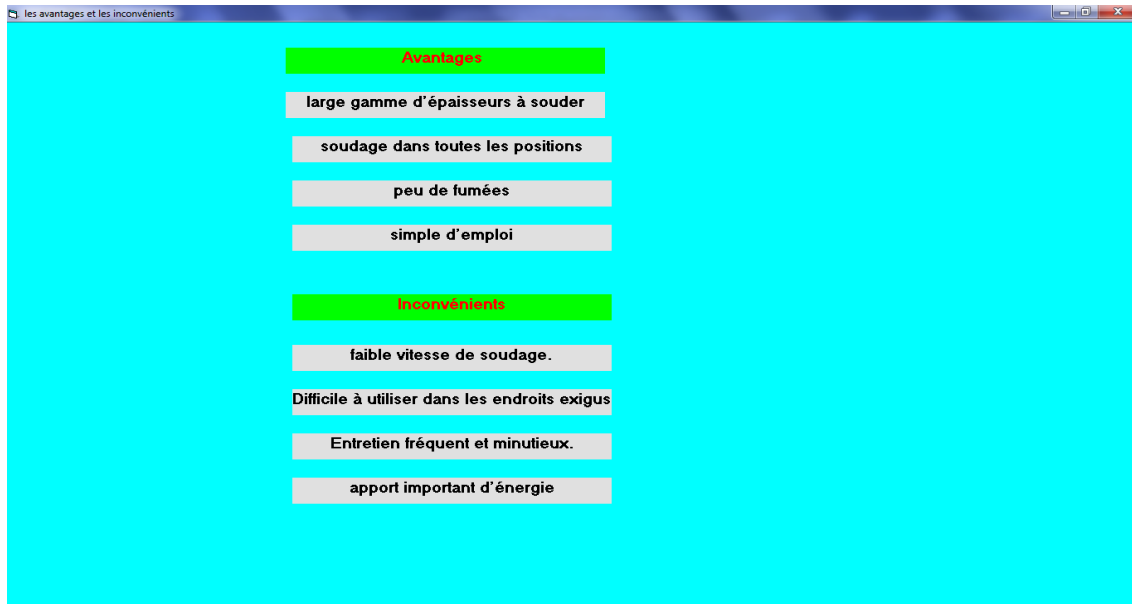 les avantages et les inconvénients
Avantages
large gamme d'épaisseurs à souder
soudage dans toutes les positions
peu de fumées
simple d'emploi
Inconvénients
faible vitesse de soudage.
Difficile à utiliser dans les endroits exigus
Entretien fréquent et minutieux.
apport important d'énergie